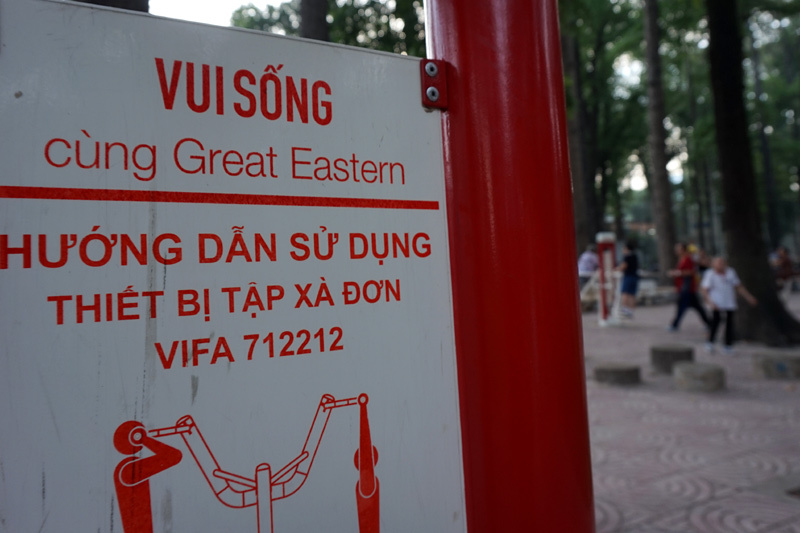 VUI SỐNG
cùng Great Eastern
HƯỚNG DẪN SỬ DỤNG
THIẾT BỊ TẬP XÀ ĐƠN
VIFA 712212